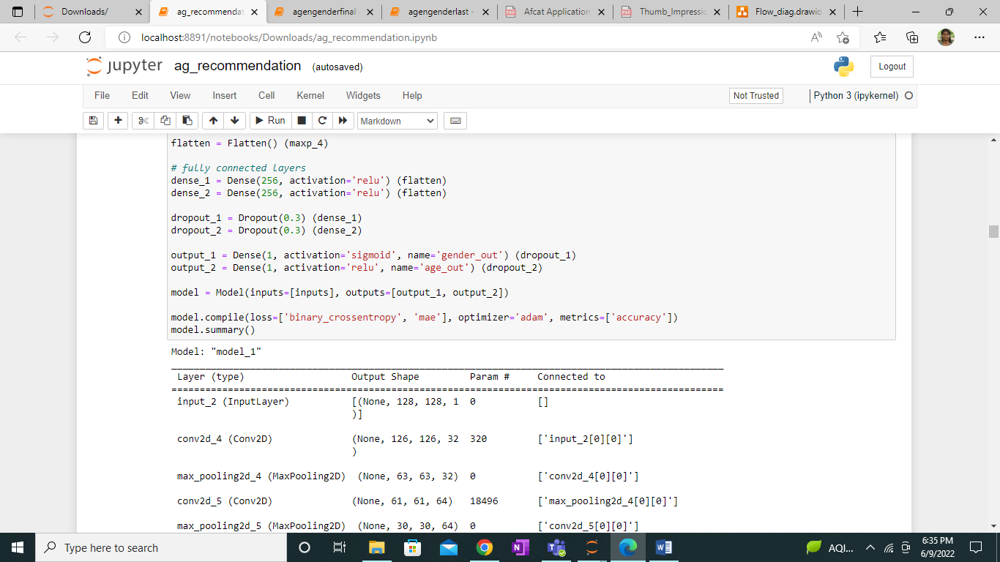 Downloads/
ag_recommendat
agengenderfinal -
agengenderlast -
Afcat Application
Thumb_Impressic
Flow_diag.drawio
localhost:8891/notebooks/Downloads/ag_recommendation.ipynb
jupyter ag_recommendation (autosaved)
Logout
File Edit View Insert Cell Kernel Widgets Help
Not Trusted
Python 3 (ipykernel)
Run
Markdown
flatten = Flatten() (maxp_4)
# fully connected layers
dense_1 = Dense(256, activation='relu') (flatten)
dense_2 = Dense(256, activation='relu') (flatten)
dropout_1 = Dropout(0.3) (dense_1)
dropout_2 = Dropout(0.3) (dense_2)
output_1 = Dense(1, activation='sigmoid', name='gender_out') (dropout_1)
output_2 = Dense(1, activation='relu', name='age_out') (dropout_2)
model = Model(inputs=[inputs], outputs=[output_1, output_2])
model.compile(loss=['binary_crossentropy', 'mae'], optimizer='adam', metrics=['accuracy'])
model.summary()
Model: "model_1"
Layer (type) Output Shape Param # Connected to
input_2 (InputLayer) [(None, 128, 128, 1 0 []
)]
conv2d_4 (Conv2D) (None, 126, 126, 32 320 ['input_2[0][0]']
)
max_pooling2d_4 (MaxPooling2D) (None, 63, 63, 32) 0 ['conv2d_4[0][0]']
conv2d_5 (Conv2D) (None, 61, 61, 64) 18496 ['max_pooling2d_4[0][0]']
max_pooling2d_5 (MaxPooling2D) (None, 30, 30, 64) 0 ['conv2d_5[0][0]']
Type here to search
AQI...
6:35 PM
6/9/2022